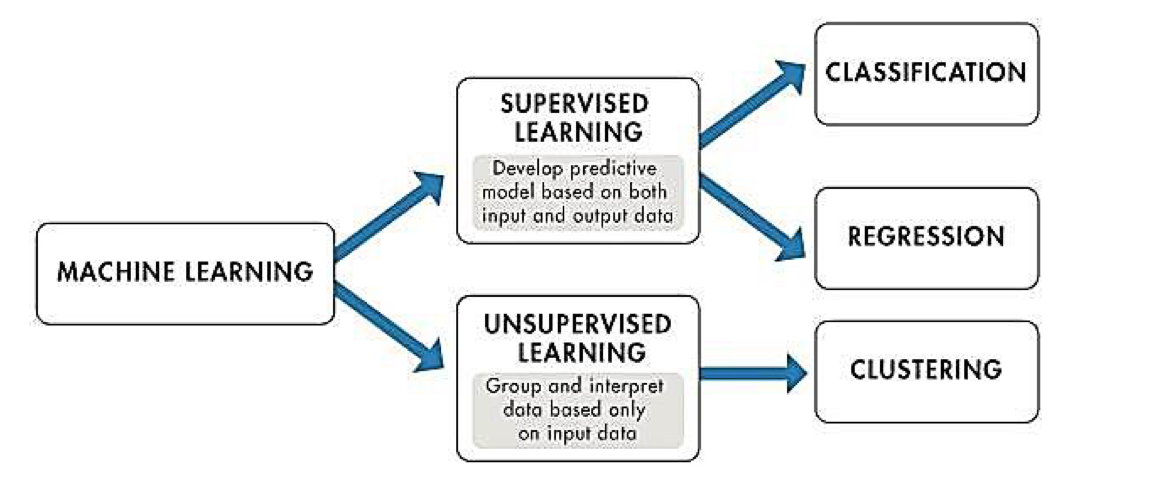 MACHINE LEARNING
SUPERVISED
LEARNING
Develop predictive
model based on both
input and output data
UNSUPERVISED
LEARNING
Group and interpret
data based only
on input data
CLASSIFICATION
REGRESSION
CLUSTERING